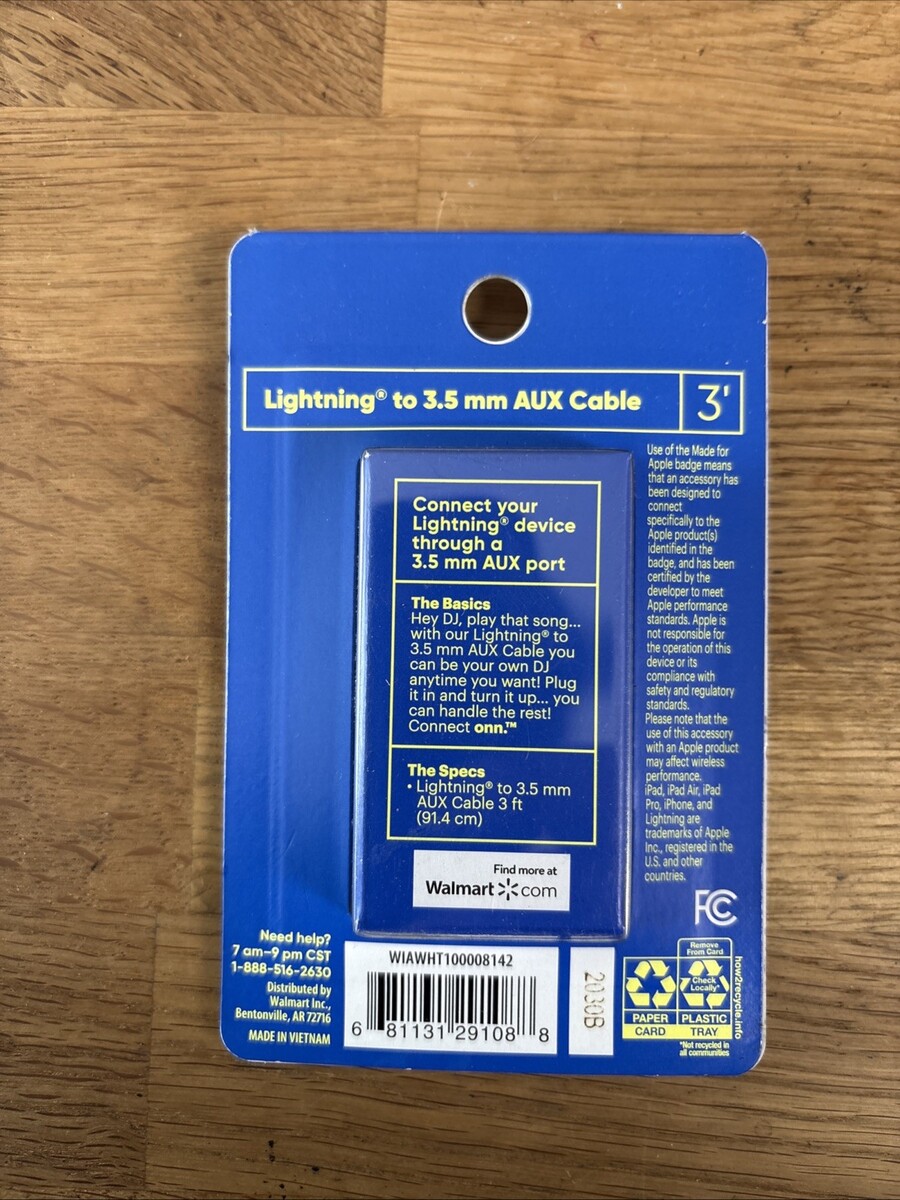 Lightning® to 3.5 mm AUX Cable
3'
Connect your
Lightning® device
through a
3.5 mm AUX port
The Basics
Hey DJ, play that song...
with our Lightning® to
3.5 mm AUX Cable you
can be your own DJ
anytime you want! Plug
it in and turn it up... you
can handle the rest!
Connect onn.™
The Specs
• Lightning® to 3.5 mm
AUX Cable 3 ft
(91.4 cm)
Find more at
Walmart com
Use of the Made for
Apple badge means
that an accessory has
been designed to
connect
specifically to the
Apple product(s)
identified in the
badge, and has been
certified by the
developer to meet
Apple performance
standards. Apple is
not responsible for
the operation of this
device or its
compliance with
safety and regulatory
standards.
Please note that the
use of this accessory
with an Apple product
may affect wireless
performance.
iPad, iPad Air, iPad
Pro, iPhone, and
Lightning are
trademarks of Apple
Inc., registered in the
U.S. and other
countries.
FC
Need help?
7 am–9 pm CST
1-888-516-2630
Distributed by
Walmart Inc.,
Bentonville, AR 72716
MADE IN VIETNAM
WIAWHT100008142
6 81131 29108 8
2030B
Remove
From Card
Check
Locally*
PAPER
CARD
PLASTIC
TRAY
*Not recycled in
all communities
how2recycle.info